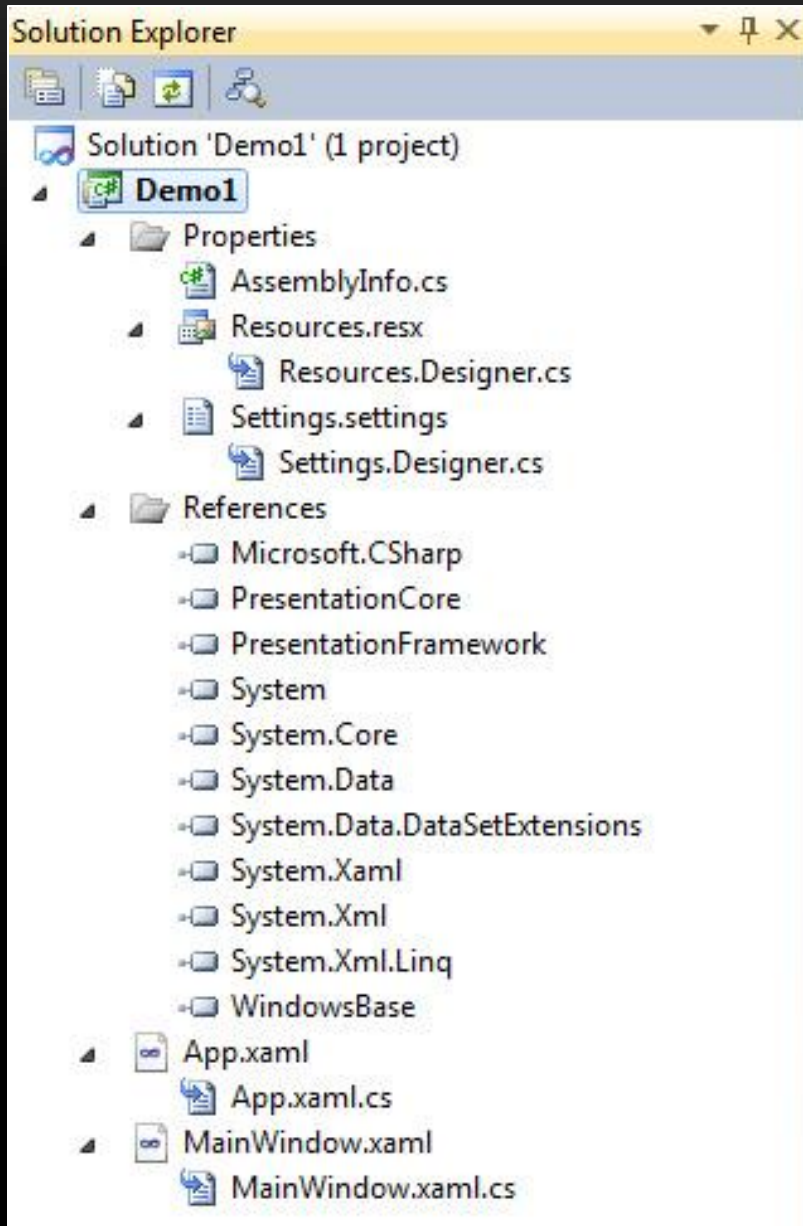 Solution Explorer
Solution 'Demo1' (1 project)
Demo1
Properties
AssemblyInfo.cs
Resources.resx
Resources.Designer.cs
Settings.settings
Settings.Designer.cs
References
Microsoft.CSharp
PresentationCore
PresentationFramework
System
System.Core
System.Data
System.Data.DataSetExtensions
System.Xaml
System.Xml
System.Xml.Linq
WindowsBase
App.xaml
App.xaml.cs
MainWindow.xaml
MainWindow.xaml.cs